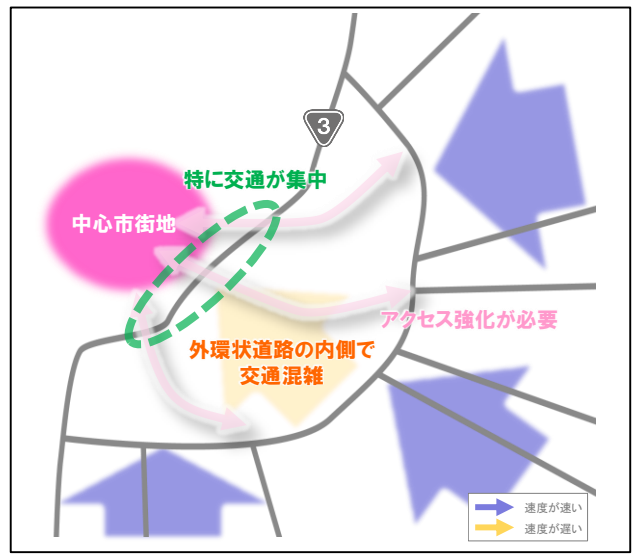 3
特に交通が集中
中心市街地
アクセス強化が必要
外環状道路の内側で
交通混雑
速度が速い
速度が遅い